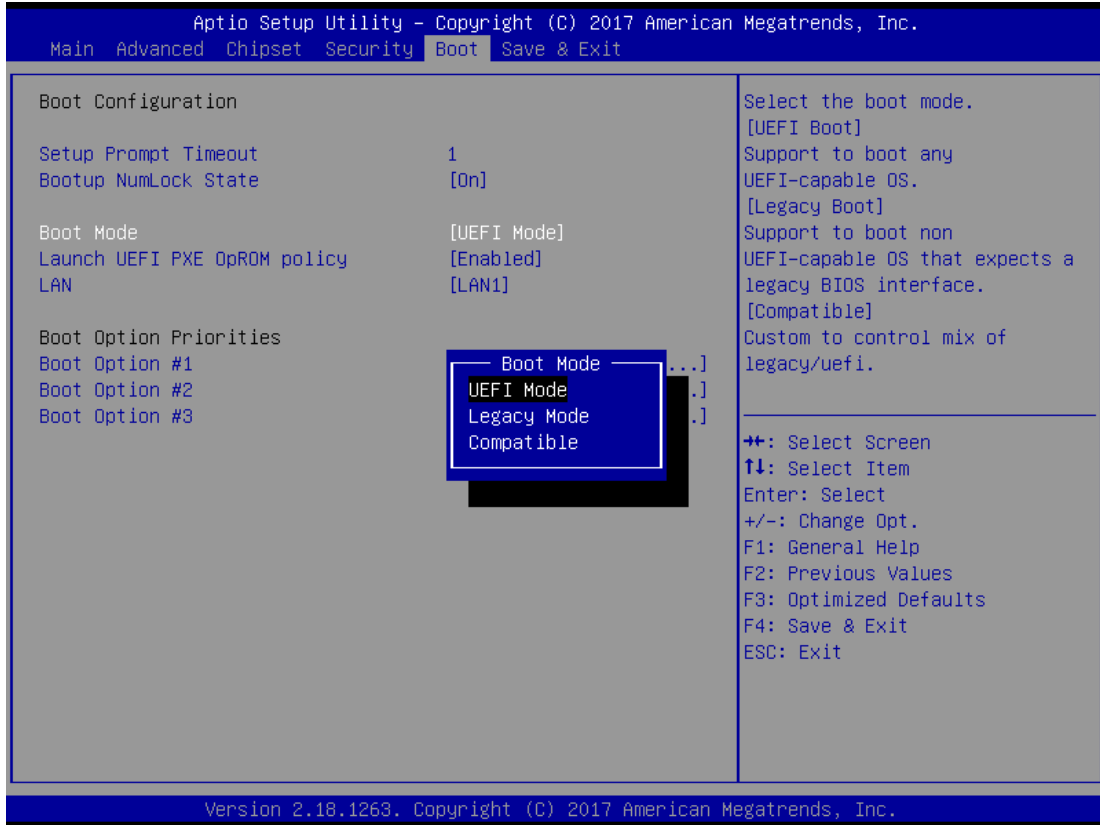 Aptio Setup Utility – Copyright (C) 2017 American Megatrends, Inc.
Main Advanced Chipset Security Boot Save & Exit
Boot Configuration
Setup Prompt Timeout 1
Bootup NumLock State [On]
Boot Mode [UEFI Mode]
Launch UEFI PXE OpROM policy [Enabled]
LAN [LAN1]
Boot Option Priorities
Boot Option #1 ...]
Boot Option #2 .]
Boot Option #3 .]
Boot Mode
UEFI Mode
Legacy Mode
Compatible
Select the boot mode.
[UEFI Boot]
Support to boot any
UEFI-capable OS.
[Legacy Boot]
Support to boot non
UEFI-capable OS that expects a
legacy BIOS interface.
[Compatible]
Custom to control mix of
legacy/uefi.
→←: Select Screen
↑↓: Select Item
Enter: Select
+/-: Change Opt.
F1: General Help
F2: Previous Values
F3: Optimized Defaults
F4: Save & Exit
ESC: Exit
Version 2.18.1263. Copyright (C) 2017 American Megatrends, Inc.